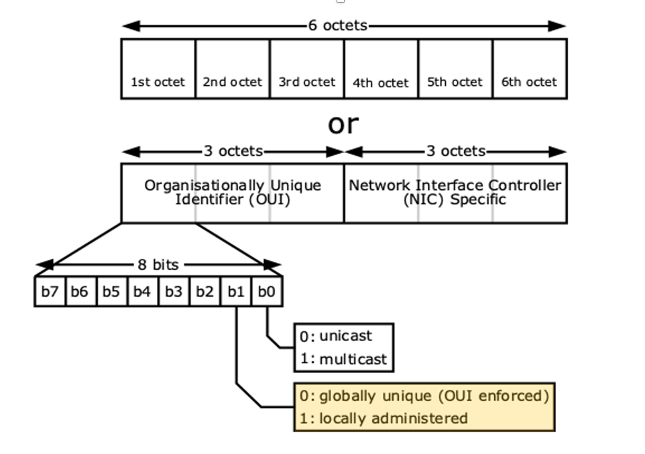 6 octets
1st octet 2nd octet 3rd octet 4th octet 5th octet 6th octet
or
3 octets 3 octets
Organisationally Unique
Identifier (OUI)
Network Interface Controller
(NIC) Specific
8 bits
b7 b6 b5 b4 b3 b2 b1 b0
0: unicast
1: multicast
0: globally unique (OUI enforced)
1: locally administered